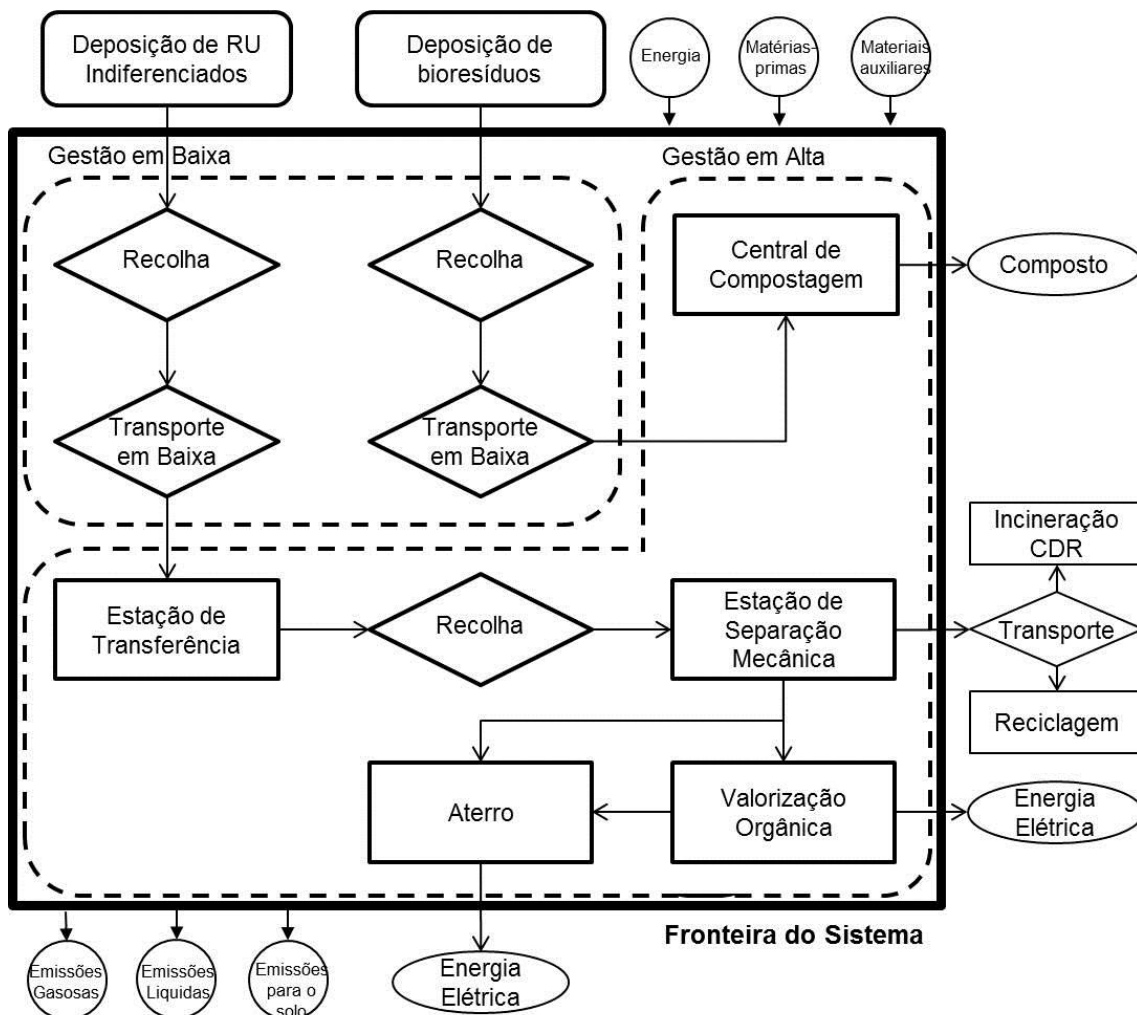 Deposição de RU
Indiferenciados
Deposição de
bioresíduos
Energia
Matérias-
primas
Materiais
auxiliares
Gestão em Baixa
Gestão em Alta
Recolha
Recolha
Central de
Compostagem
Composto
Transporte
em Baixa
Transporte
em Baixa
Estação de
Transferência
Recolha
Estação de
Separação
Mecânica
Incineração
CDR
Transporte
Reciclagem
Aterro
Valorização
Orgânica
Energia
Elétrica
Fronteira do Sistema
Emissões
Gasosas
Emissões
Liquidas
Emissões
para o
solo
Energia
Elétrica